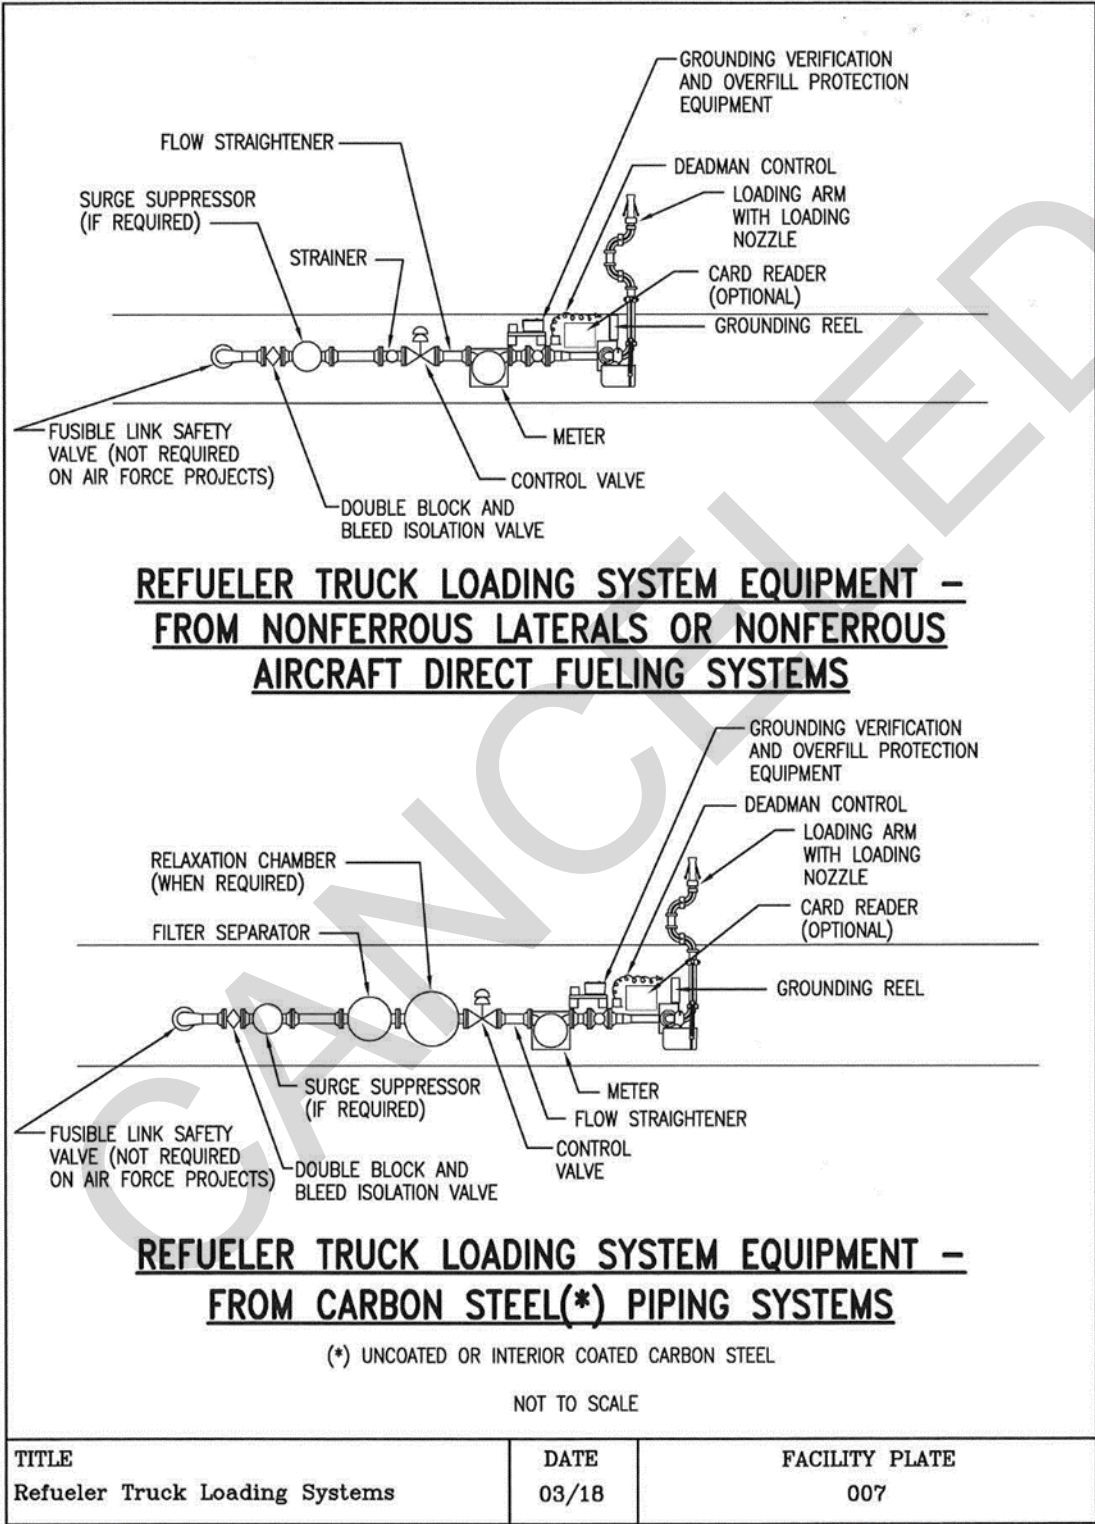 GROUNDING VERIFICATION
AND OVERFILL PROTECTION
EQUIPMENT
FLOW STRAIGHTENER
DEADMAN CONTROL
SURGE SUPPRESSOR
(IF REQUIRED)
LOADING ARM
WITH LOADING
NOZZLE
STRAINER
CARD READER
(OPTIONAL)
GROUNDING REEL
FUSIBLE LINK SAFETY
VALVE (NOT REQUIRED
ON AIR FORCE PROJECTS)
METER
CONTROL VALVE
DOUBLE BLOCK AND
BLEED ISOLATION VALVE
REFUELER TRUCK LOADING SYSTEM EQUIPMENT –
FROM NONFERROUS LATERALS OR NONFERROUS
AIRCRAFT DIRECT FUELING SYSTEMS
GROUNDING VERIFICATION
AND OVERFILL PROTECTION
EQUIPMENT
DEADMAN CONTROL
LOADING ARM
WITH LOADING
NOZZLE
RELAXATION CHAMBER
(WHEN REQUIRED)
CARD READER
(OPTIONAL)
FILTER SEPARATOR
GROUNDING REEL
SURGE SUPPRESSOR
(IF REQUIRED)
METER
FLOW STRAIGHTENER
FUSIBLE LINK SAFETY
VALVE (NOT REQUIRED
ON AIR FORCE PROJECTS)
CONTROL
VALVE
DOUBLE BLOCK AND
BLEED ISOLATION VALVE
REFUELER TRUCK LOADING SYSTEM EQUIPMENT –
FROM CARBON STEEL(*) PIPING SYSTEMS
(*) UNCOATED OR INTERIOR COATED CARBON STEEL
NOT TO SCALE
TITLE
Refueler Truck Loading Systems
DATE
03/18
FACILITY PLATE
007
CANCELED